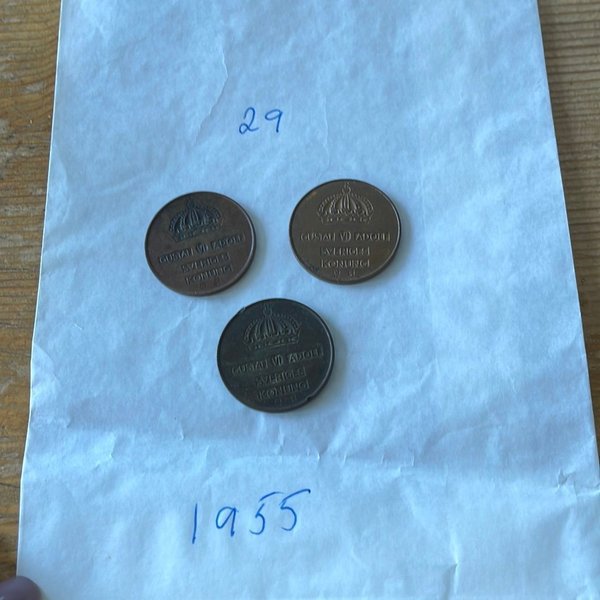 29
GUSTAF VI ADOLF
SVERIGES
KONUNG
GUSTAF VI ADOLF
SVERIGES
KONUNG
GUSTAF VI ADOLF
SVERIGES
KONUNG
1955